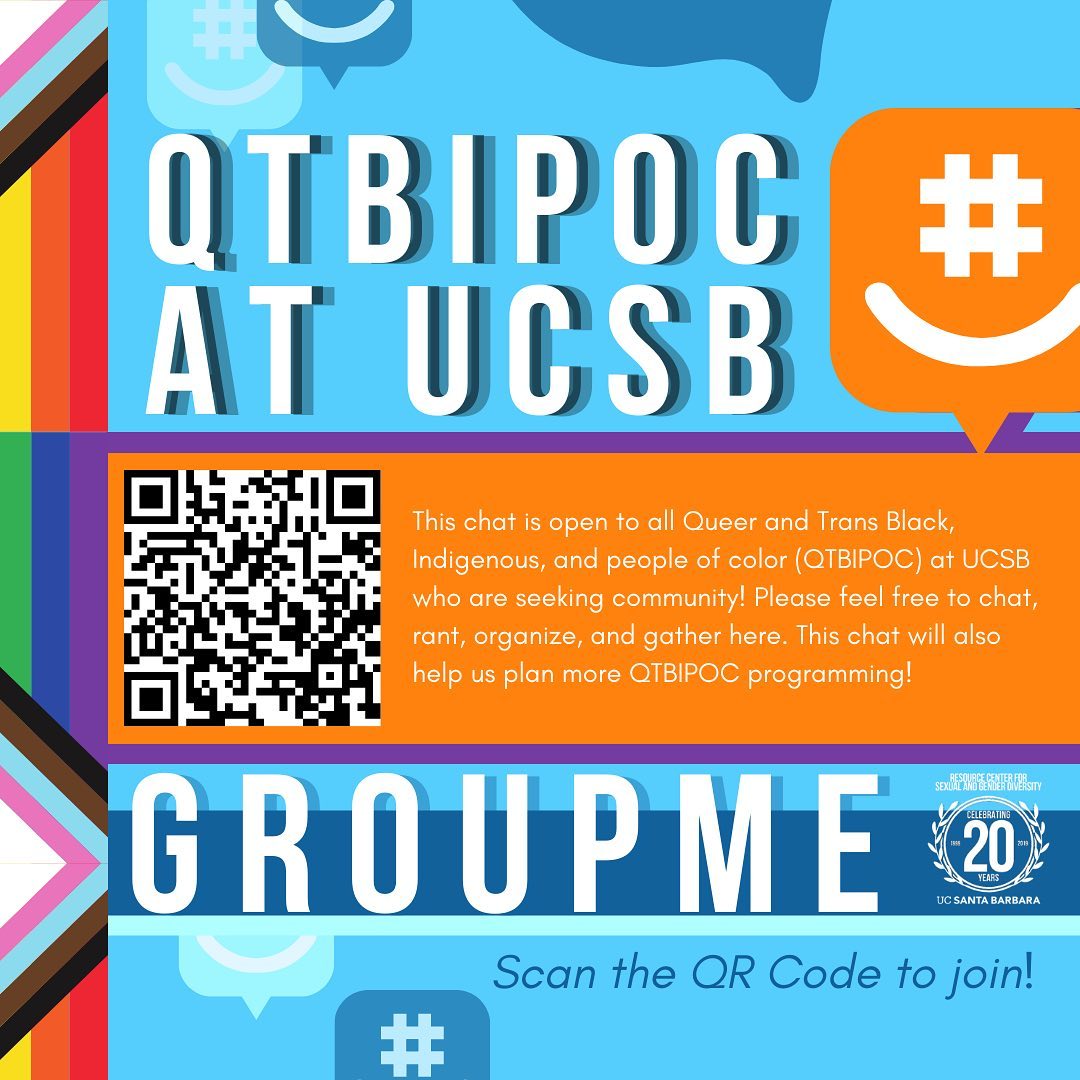 QTBIPOC
AT UCSB
This chat is open to all Queer and Trans Black,
Indigenous, and people of color (QTBIPOC) at UCSB
who are seeking community! Please feel free to chat,
rant, organize, and gather here. This chat will also
help us plan more QTBIPOC programming!
GROUPME
RESOURCE CENTER FOR
SEXUAL AND GENDER DIVERSITY
CELEBRATING
1999 20 2019
YEARS
UC SANTA BARBARA
Scan the QR Code to join!